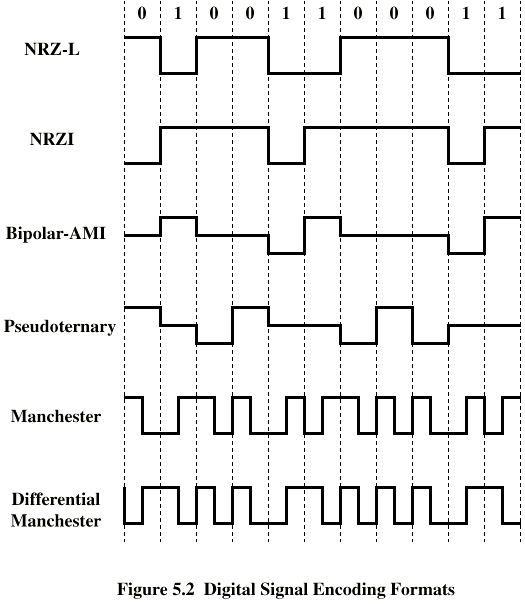 0 1 0 0 1 1 0 0 0 1 1
NRZ-L
NRZI
Bipolar-AMI
Pseudoternary
Manchester
Differential
Manchester
Figure 5.2 Digital Signal Encoding Formats